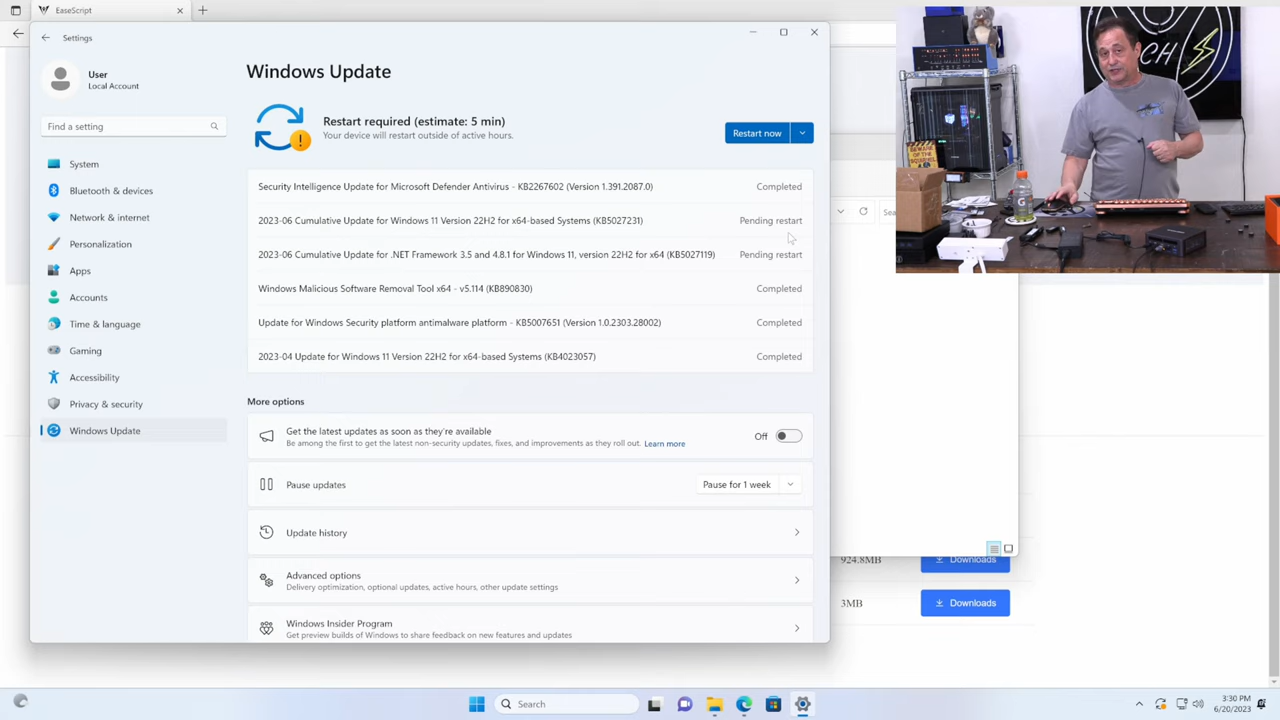 EaseScript
Settings
User
Local Account
Find a setting
System
Bluetooth & devices
Network & internet
Personalization
Apps
Accounts
Time & language
Gaming
Accessibility
Privacy & security
Windows Update
Windows Update
Restart required (estimate: 5 min)
Your device will restart outside of active hours.
Restart now
Security Intelligence Update for Microsoft Defender Antivirus - KB2267602 (Version 1.391.2087.0) Completed
2023-06 Cumulative Update for Windows 11 Version 22H2 for x64-based Systems (KB5027231) Pending restart
2023-06 Cumulative Update for .NET Framework 3.5 and 4.8.1 for Windows 11, version 22H2 for x64 (KB5027119) Pending restart
Windows Malicious Software Removal Tool x64 - v5.114 (KB890830) Completed
Update for Windows Security platform antimalware platform - KB5007651 (Version 1.0.2303.28002) Completed
2023-04 Update for Windows 11 Version 22H2 for x64-based Systems (KB4023057) Completed
More options
Get the latest updates as soon as they're available
Be among the first to get the latest non-security updates, fixes, and improvements as they roll out. Learn more
Off
Pause updates
Pause for 1 week
Update history
Advanced options
Delivery optimization, optional updates, active hours, other update settings
Windows Insider Program
Get preview builds of Windows to share feedback on new features and updates
Sea
924.8MB Downloads
3MB Downloads
CH
BEWARE
OF THE
SQUIRREL
G
Search
3:30 PM
6/20/2023